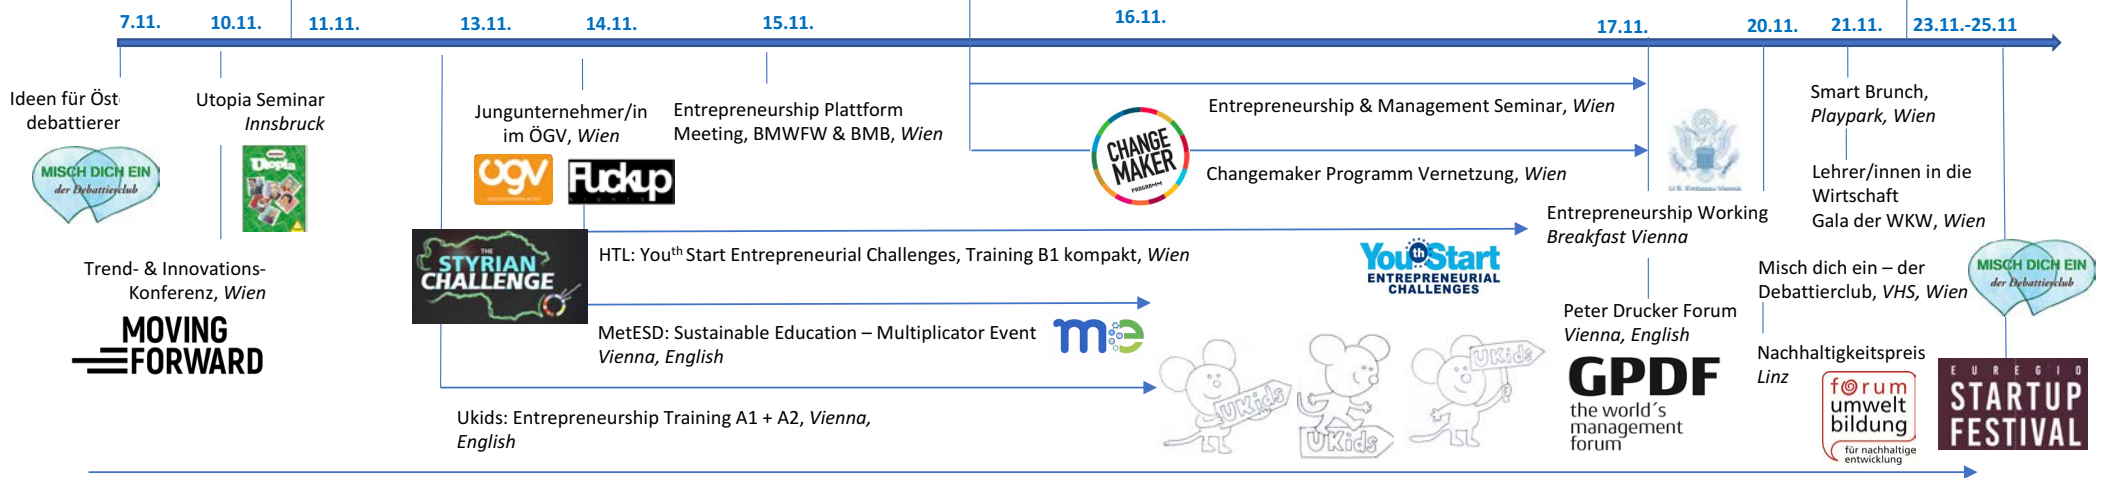 7.11.
10.11.
11.11.
13.11.
14.11.
15.11.
16.11.
17.11.
20.11.
21.11.
23.11.-25.11
Ideen für Öst
debattieren
MISCH DICH EIN
der Debattierclub
Utopia Seminar
Innsbruck
Utopia
Trend- & Innovations-
Konferenz, Wien
MOVING
FORWARD
Jungunternehmer/in
im ÖGV, Wien
ögv
Fuckup
NIGHTS
THE
STYRIAN
CHALLENGE
Entrepreneurship Plattform
Meeting, BMWFW & BMB, Wien
Entrepreneurship & Management Seminar, Wien
CHANGE
MAKER
PROGRAMM
Changemaker Programm Vernetzung, Wien
HTL: Youth Start Entrepreneurial Challenges, Training B1 kompakt, Wien
YouthStart
ENTREPRENEURIAL
CHALLENGES
MetESD: Sustainable Education – Multiplicator Event
Vienna, English
me
Ukids: Entrepreneurship Training A1 + A2, Vienna,
English
UKids
UKids
UKids
U.S. Embassy Vienna
Entrepreneurship Working
Breakfast Vienna
Peter Drucker Forum
Vienna, English
GPDF
the world´s
management
forum
Smart Brunch,
Playpark, Wien
Lehrer/innen in die
Wirtschaft
Gala der WKW, Wien
Misch dich ein – der
Debattierclub, VHS, Wien
MISCH DICH EIN
der Debattierclub
Nachhaltigkeitspreis
Linz
forum
umwelt
bildung
für nachhaltige
entwicklung
EUREGIO
STARTUP
FESTIVAL